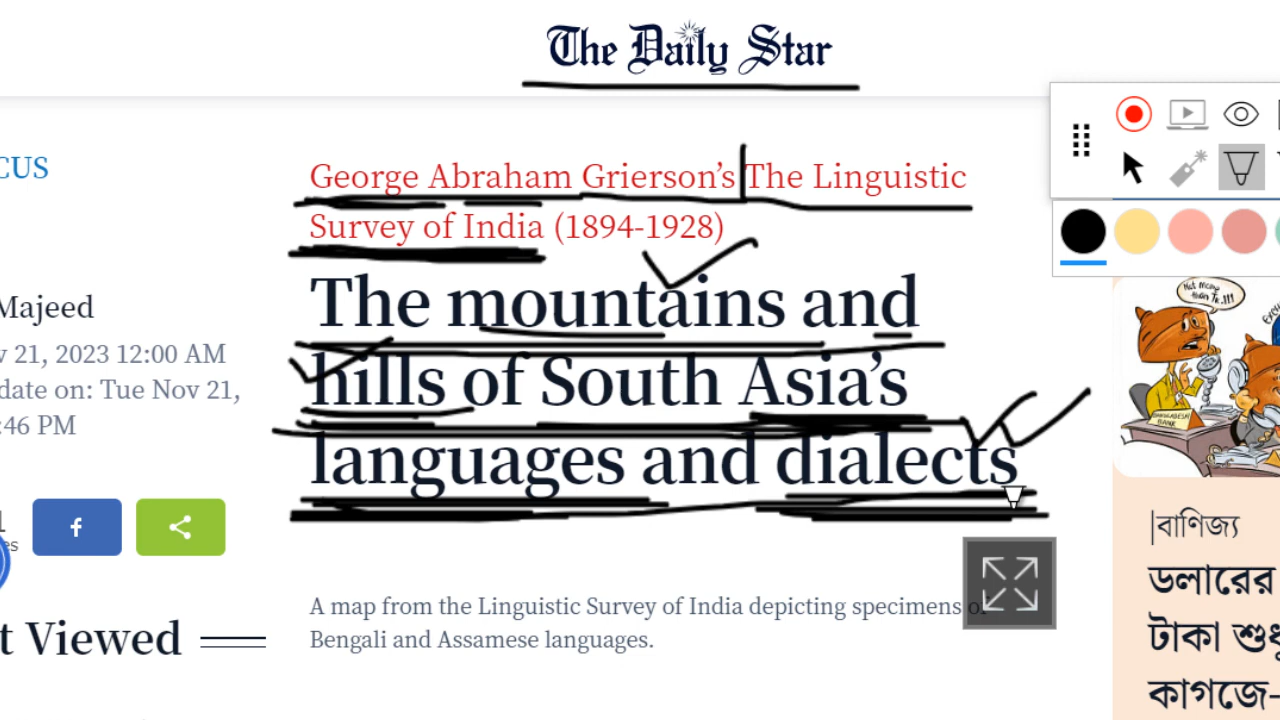 The Daily Star
CUS
George Abraham Grierson's The Linguistic
Survey of India (1894-1928)
The mountains and
hills of South Asia's
languages and dialects
Majeed
v 21, 2023 12:00 AM
date on: Tue Nov 21,
:46 PM
f
t Viewed
A map from the Linguistic Survey of India depicting specimens of
Bengali and Assamese languages.
BANGLADESH
BANK
বাণিজ্য
ডলারের
টাকা শুধু
কাগজে-